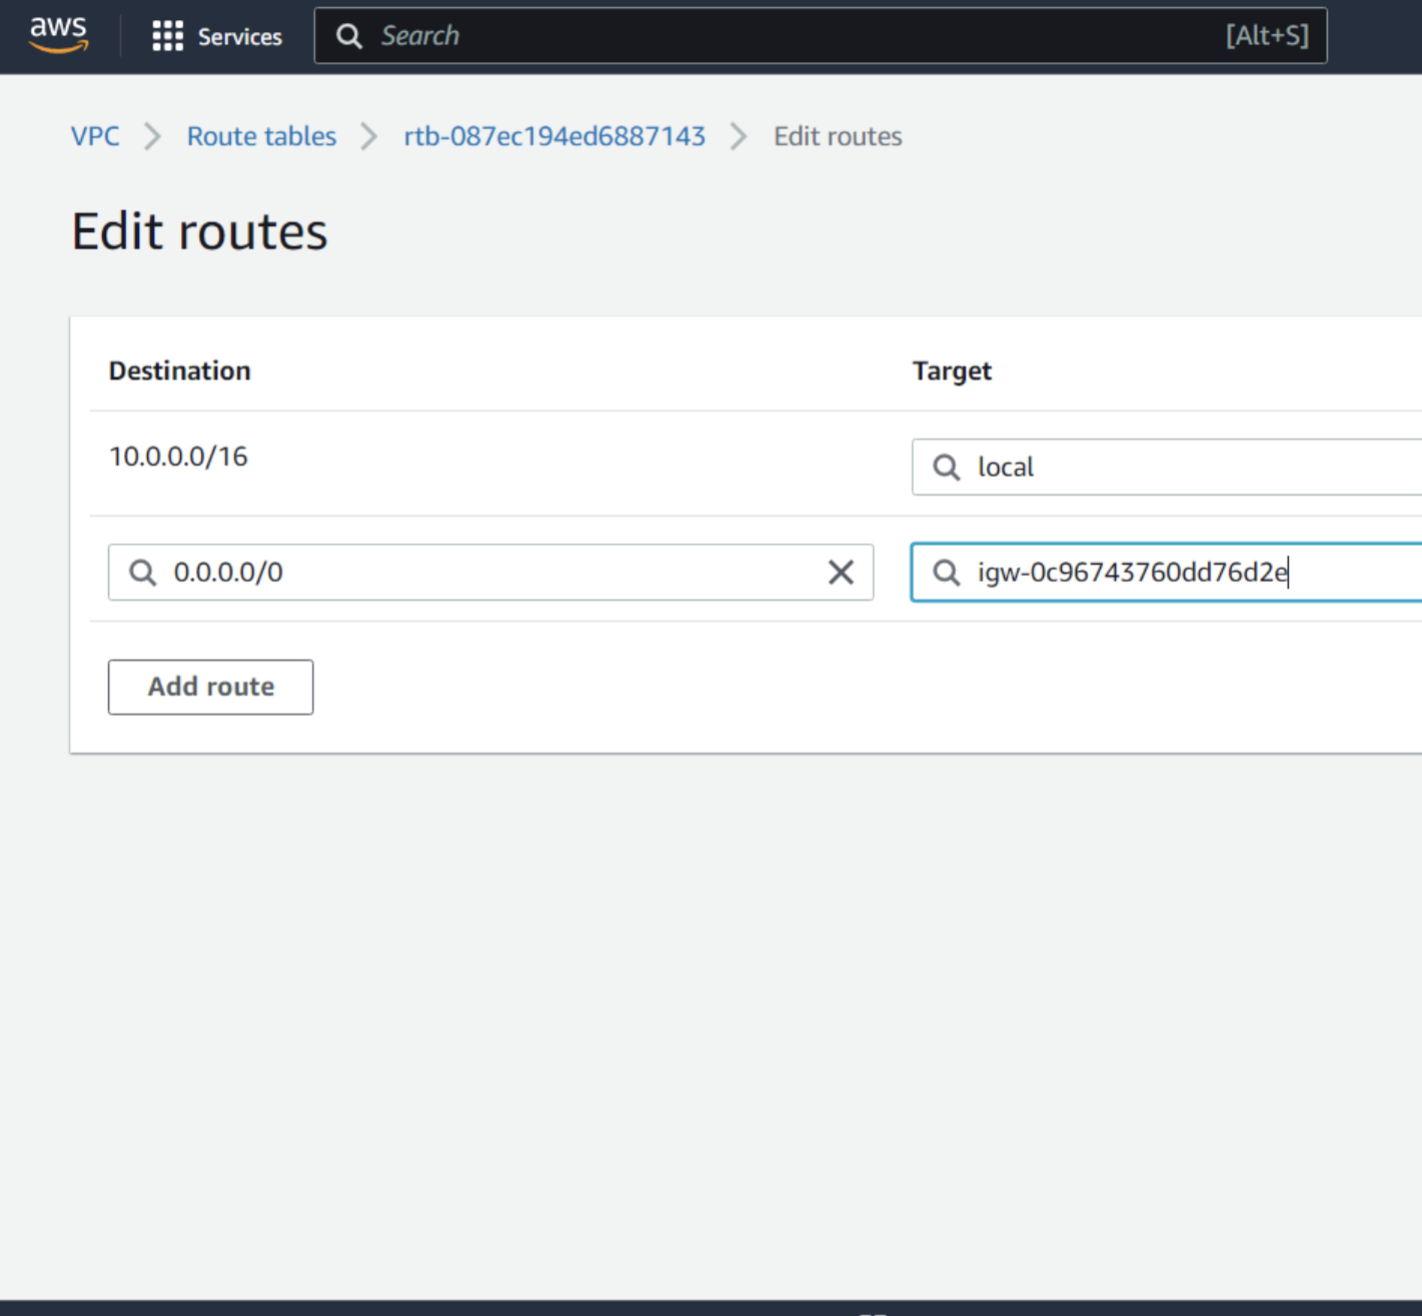 aws Services Search [Alt+S]
VPC Route tables rtb-087ec194ed6887143 Edit routes
Edit routes
Destination Target
10.0.0.0/16 local
0.0.0.0/0 igw-0c96743760dd76d2e
Add route